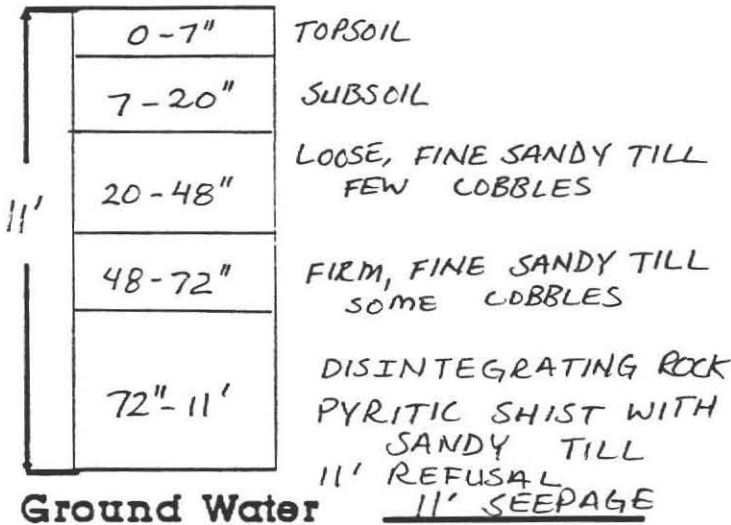 0-7" TOPSOIL
7-20" SUBSOIL
LOOSE, FINE SANDY TILL
20-48" FEW COBBLES
11'
48-72" FIRM, FINE SANDY TILL
SOME COBBLES
DISINTEGRATING ROCK
72"-11' PYRITIC SHIST WITH
SANDY TILL
11' REFUSAL
Ground Water 11' SEEPAGE